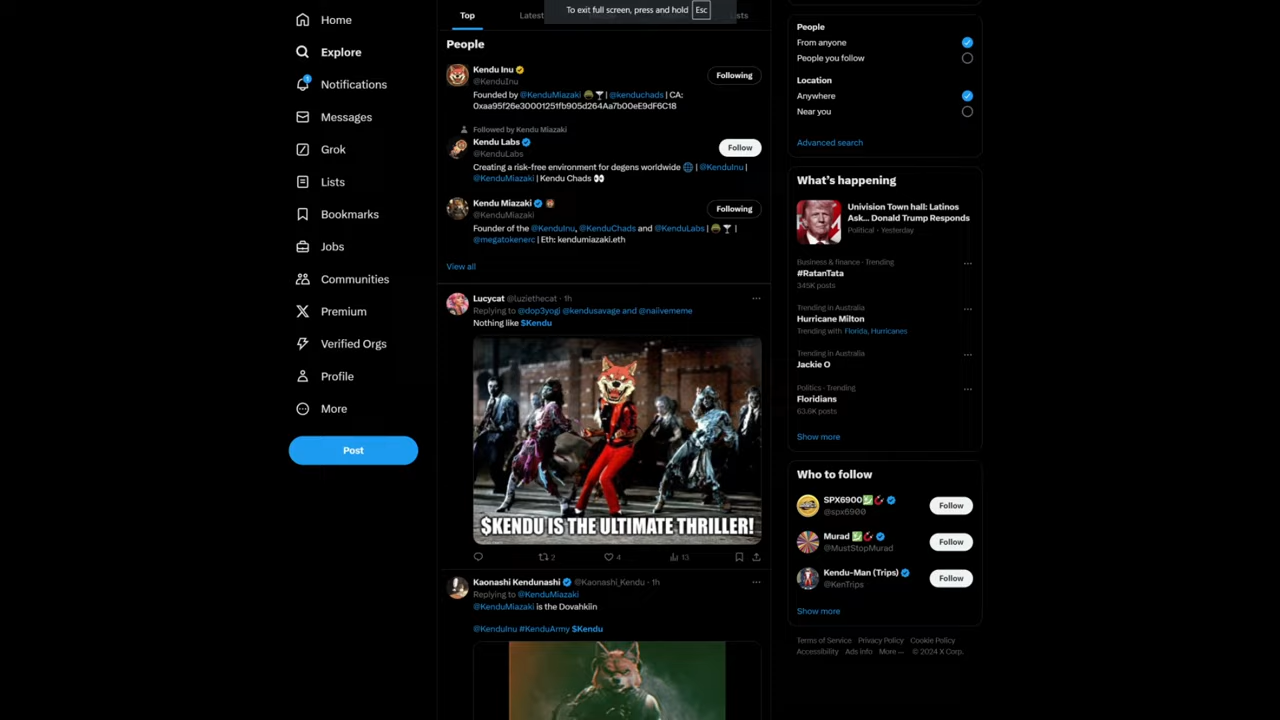 To exit full screen, press and hold Esc
Home
Explore
Notifications
Messages
Grok
Lists
Bookmarks
Jobs
Communities
Premium
Verified Orgs
Profile
More
Post
Top
Latest
People
Kendu Inu
@KenduInu
Following
Founded by @KenduMiazaki | @kenduchads | CA:
0xaa95f26e30001251fb905d264Aa7b00eE9dF6C18
Followed by Kendu Miazaki
Kendu Labs
@KenduLabs
Follow
Creating a risk-free environment for degens worldwide 🌐 | @KenduInu |
@KenduMiazaki | Kendu Chads 👀
Kendu Miazaki
@KenduMiazaki
Following
Founder of the @KenduInu, @KenduChads and @KenduLabs | |
@megatokenerc | Eth: kendumiazaki.eth
View all
Lucycat @luziethecat · 1h
Replying to @dop3yogi @kendusavage and @naiivememe
Nothing like $Kendu
$KENDU IS THE ULTIMATE THRILLER!
2
4
13
Kaonashi Kendunashi @Kaonashi_Kendu · 1h
Replying to @KenduMiazaki
@KenduMiazaki is the Dovahkiin
@KenduInu #KenduArmy $Kendu
People
From anyone
People you follow
Location
Anywhere
Near you
Advanced search
What's happening
Univision Town hall: Latinos
Ask... Donald Trump Responds
Political · Yesterday
Business & finance · Trending
#RatanTata
345K posts
Trending in Australia
Hurricane Milton
Trending with Florida, Hurricanes
Trending in Australia
Jackie O
Politics · Trending
Floridians
63.6K posts
Show more
Who to follow
SPX6900
@spx6900
Follow
Murad
@MustStopMurad
Follow
Kendu-Man (Trips)
@KenTrips
Follow
Show more
Terms of Service Privacy Policy Cookie Policy
Accessibility Ads info More ··· © 2024 X Corp.